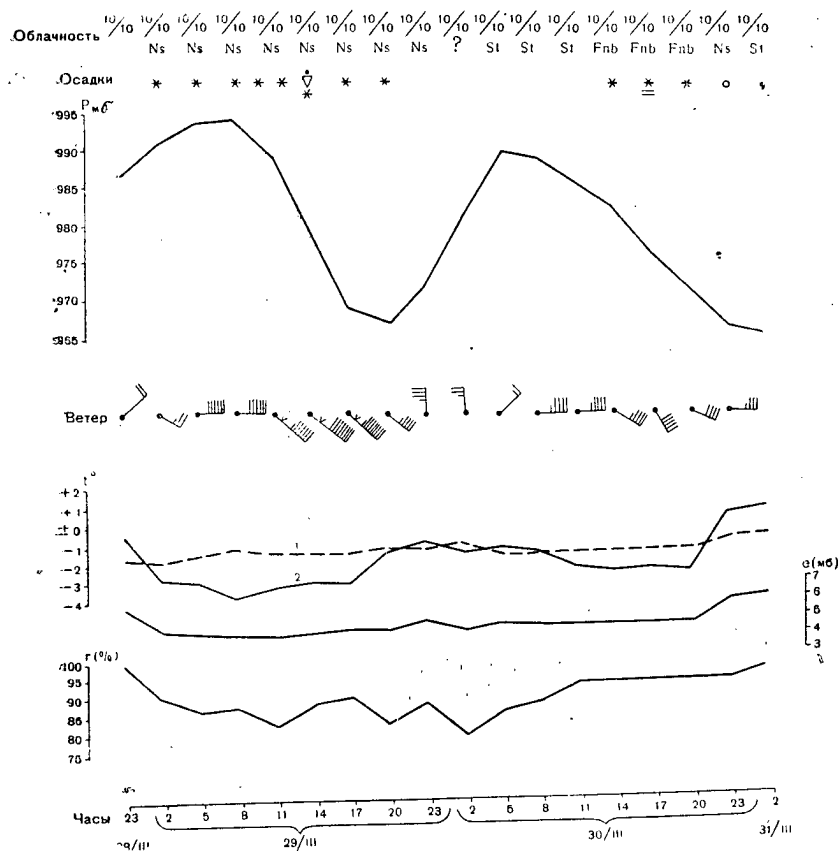 Облачность 10/10 10/10 10/10 10/10 10/10 10/10 10/10 10/10 10/10 10/10 10/10 10/10 10/10 10/10 10/10 10/10 10/10 10/10
Ns Ns Ns Ns Ns Ns Ns Ns ? St St St Fnb Fnb Fnb Ns St
Осадки
Pмб
995
990
985
980
975
970
965
Ветер
t°
+2
+1
±0
-1
-2
-3
-4
1
2
e(мб)
7
6
5
4
3
r(%)
100
95
90
85
80
75
Часы 23 2 5 8 11 14 17 20 23 2 5 8 11 14 17 20 23 2
28/III 29/III 30/III 31/III